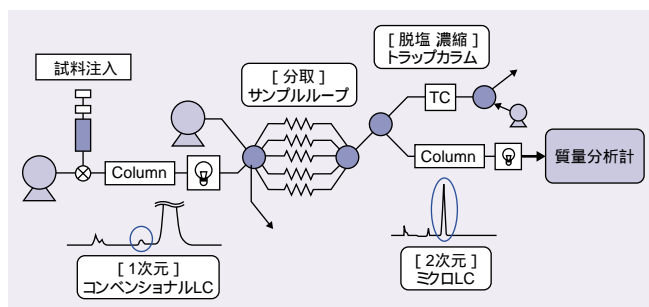 試料注入
[ 分取 ]
サンプルループ
[ 脱塩 濃縮 ]
トラップカラム
TC
Column
Column
質量分析計
[ 1次元 ]
コンベンショナルLC
[ 2次元 ]
ミクロLC